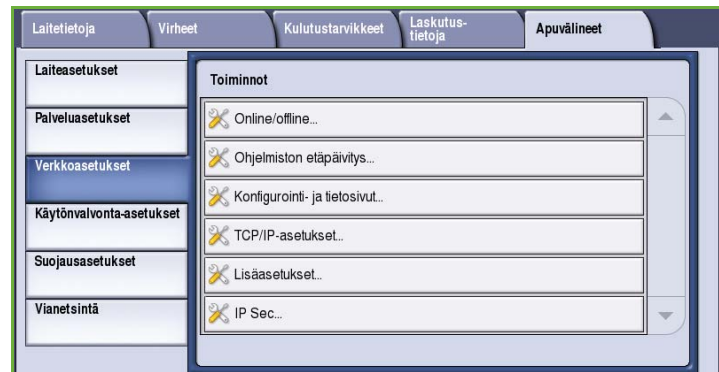 Laitetietoja
Virheet
Kulutustarvikkeet
Laskutus-
tietoja
Apuvälineet
Laiteasetukset
Palveluasetukset
Verkkoasetukset
Käytönvalvonta-asetukset
Suojausasetukset
Vianetsintä
Toiminnot
Online/offline...
Ohjelmiston etäpäivitys...
Konfigurointi- ja tietosivut...
TCP/IP-asetukset...
Lisäasetukset...
IP Sec...